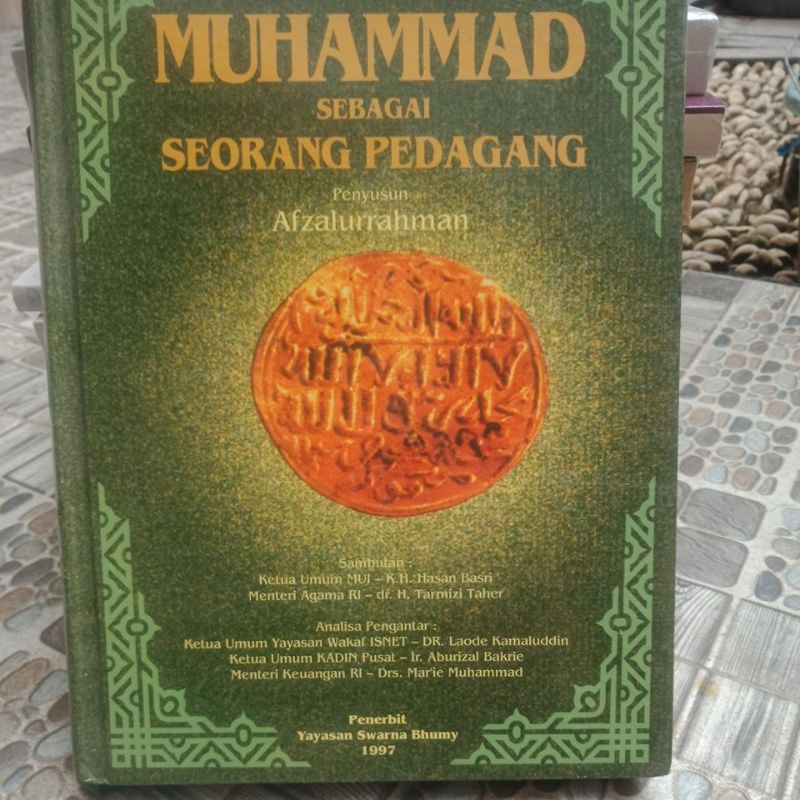 MUHAMMAD
SEBAGAI
SEORANG PEDAGANG
Penyusun
Afzalurrahman
Sambutan :
Ketua Umum MUI – K.H. Hasan Basri
Menteri Agama RI – dr. H. Tarmizi Taher
Analisa Pengantar :
Ketua Umum Yayasan Wakaf ISNET – DR. Laode Kamaluddin
Ketua Umum KADIN Pusat – Ir. Aburizal Bakrie
Menteri Keuangan RI – Drs. Mar'ie Muhammad
Penerbit
Yayasan Swarna Bhumy
1997